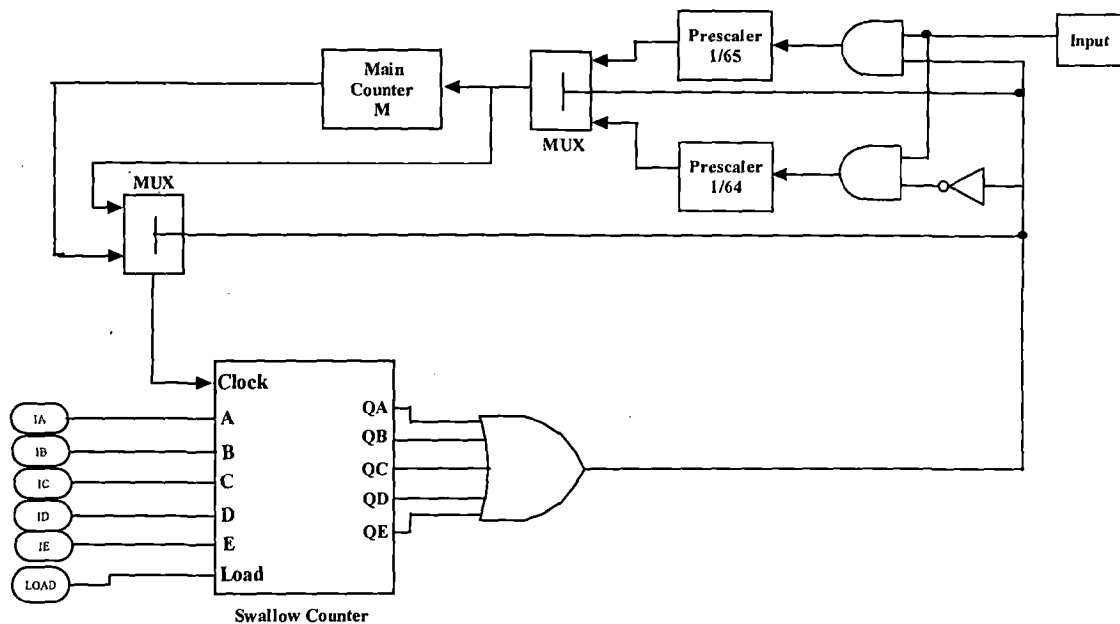 Prescaler
1/65
Input
Main
Counter
M
MUX
Prescaler
1/64
MUX
Clock
IA
A
QA
IB
B
QB
IC
C
QC
ID
D
QD
IE
E
QE
LOAD
Load
Swallow Counter